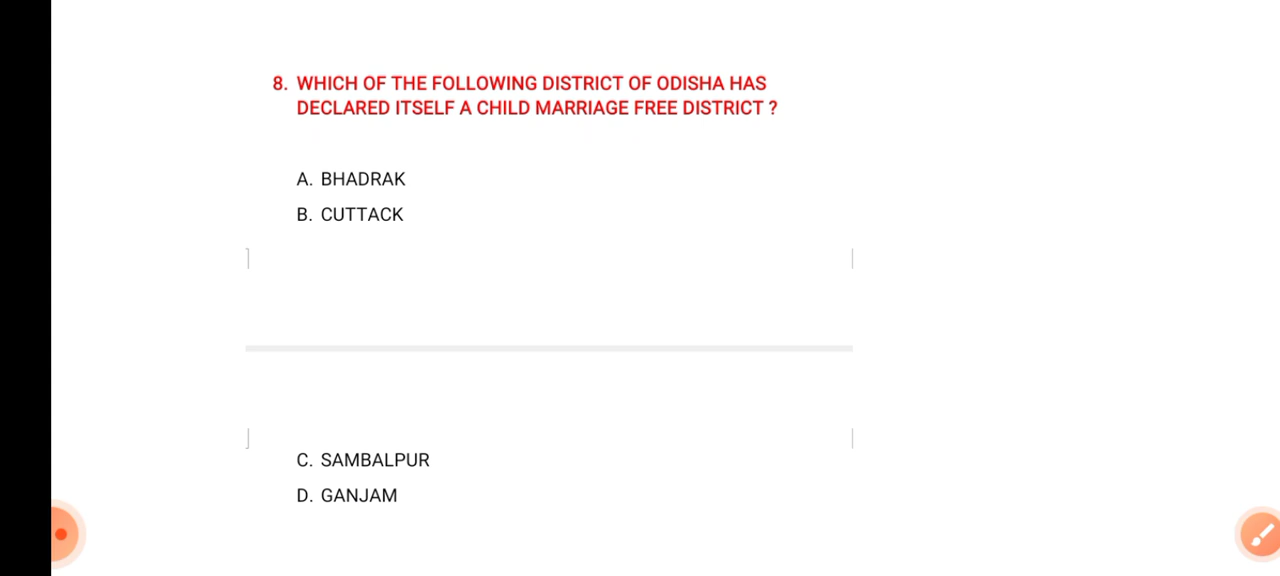 8. WHICH OF THE FOLLOWING DISTRICT OF ODISHA HAS
DECLARED ITSELF A CHILD MARRIAGE FREE DISTRICT ?
A. BHADRAK
B. CUTTACK
C. SAMBALPUR
D. GANJAM